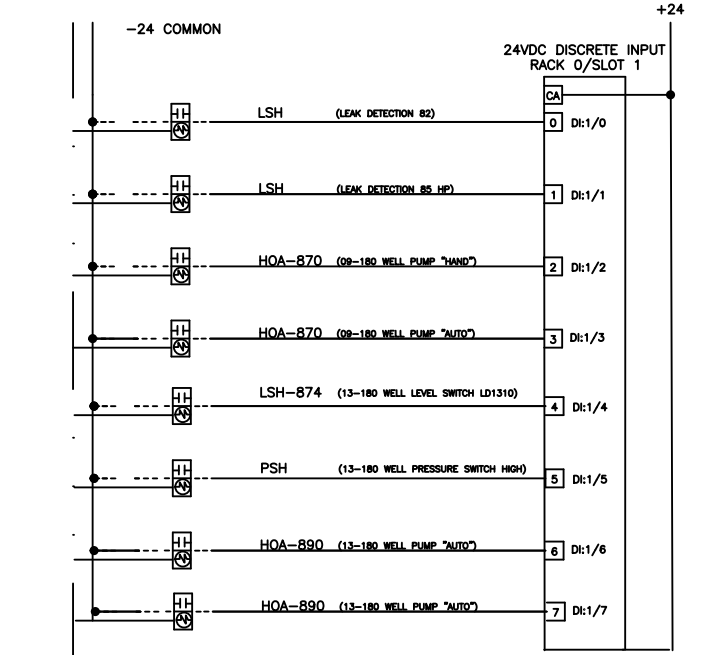 +24
-24 COMMON
24VDC DISCRETE INPUT
RACK 0/SLOT 1
CA
LSH (LEAK DETECTION 82) 0 DI:1/0
LSH (LEAK DETECTION 85 HP) 1 DI:1/1
HOA-870 (09-180 WELL PUMP "HAND") 2 DI:1/2
HOA-870 (09-180 WELL PUMP "AUTO") 3 DI:1/3
LSH-874 (13-180 WELL LEVEL SWITCH LD1310) 4 DI:1/4
PSH (13-180 WELL PRESSURE SWITCH HIGH) 5 DI:1/5
HOA-890 (13-180 WELL PUMP "AUTO") 6 DI:1/6
HOA-890 (13-180 WELL PUMP "AUTO") 7 DI:1/7